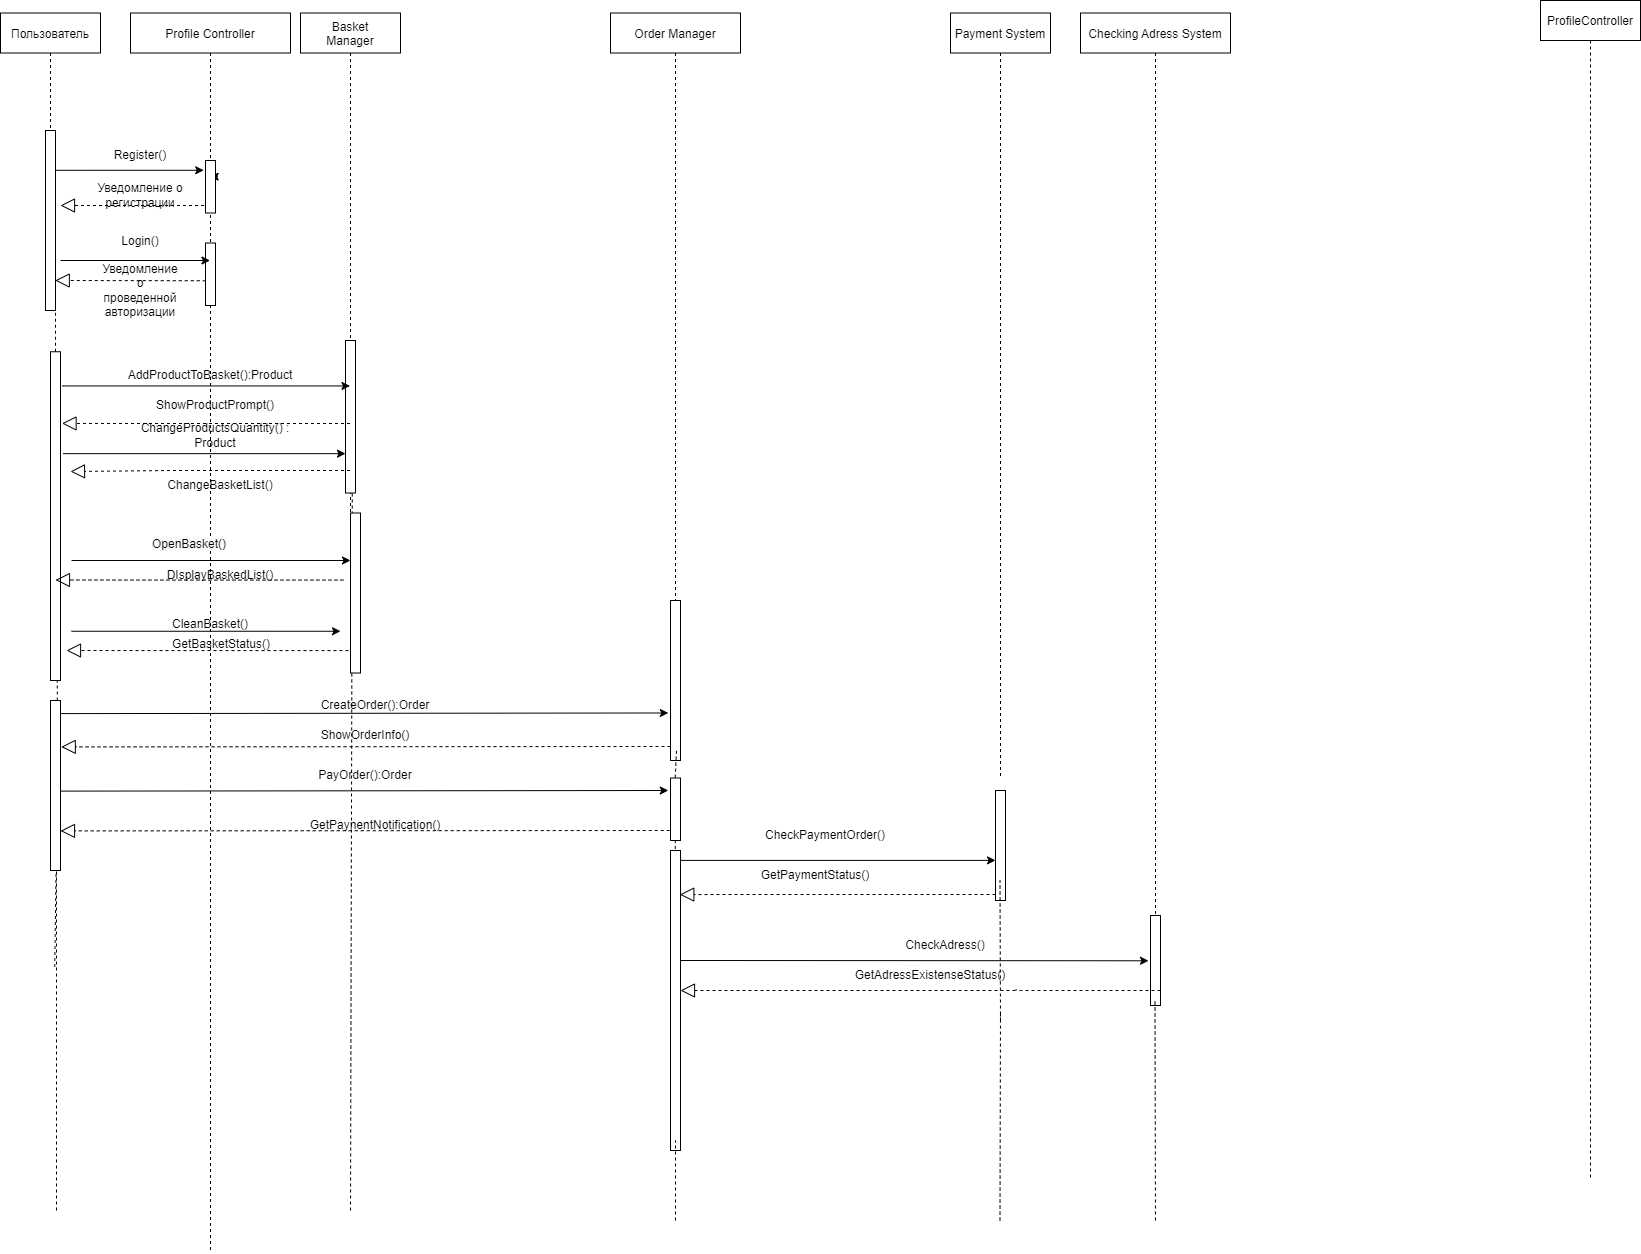 Пользователь
Profile Controller
Basket
Manager
Order Manager
Payment System
Checking Adress System
ProfileController
Register()
Уведомление о
регистрации
Login()
Уведомление
о
проведенной
авторизации
AddProductToBasket():Product
ShowProductPrompt()
ChangeProductsQuantity() :
Product
ChangeBasketList()
OpenBasket()
DIsplayBaskedList()
CleanBasket()
GetBasketStatus()
CreateOrder():Order
ShowOrderInfo()
PayOrder():Order
GetPaynentNotification()
CheckPaymentOrder()
GetPaymentStatus()
CheckAdress()
GetAdressExistenseStatus()